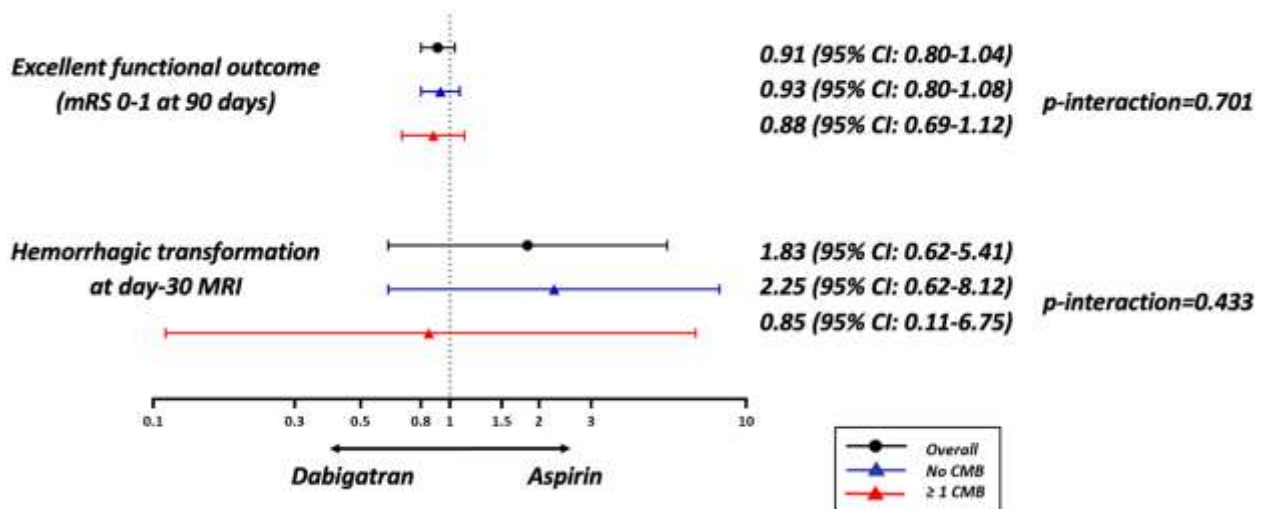 Excellent functional outcome
(mRS 0-1 at 90 days)
0.91 (95% CI: 0.80-1.04)
0.93 (95% CI: 0.80-1.08)
0.88 (95% CI: 0.69-1.12)
p-interaction=0.701
Hemorrhagic transformation
at day-30 MRI
1.83 (95% CI: 0.62-5.41)
2.25 (95% CI: 0.62-8.12)
0.85 (95% CI: 0.11-6.75)
p-interaction=0.433
0.1 0.3 0.5 0.8 1 1.5 2 3 10
Dabigatran Aspirin
Overall
No CMB
≥ 1 CMB